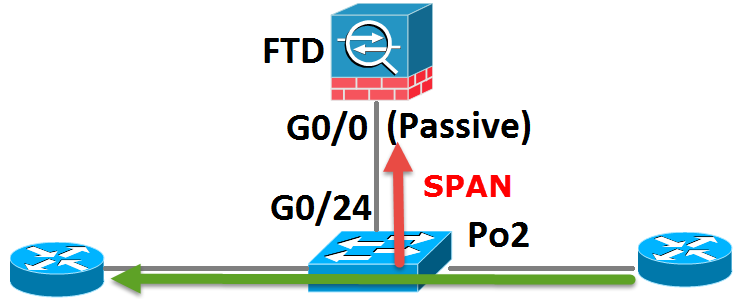 FTD
G0/0 (Passive)
SPAN
G0/24
Po2